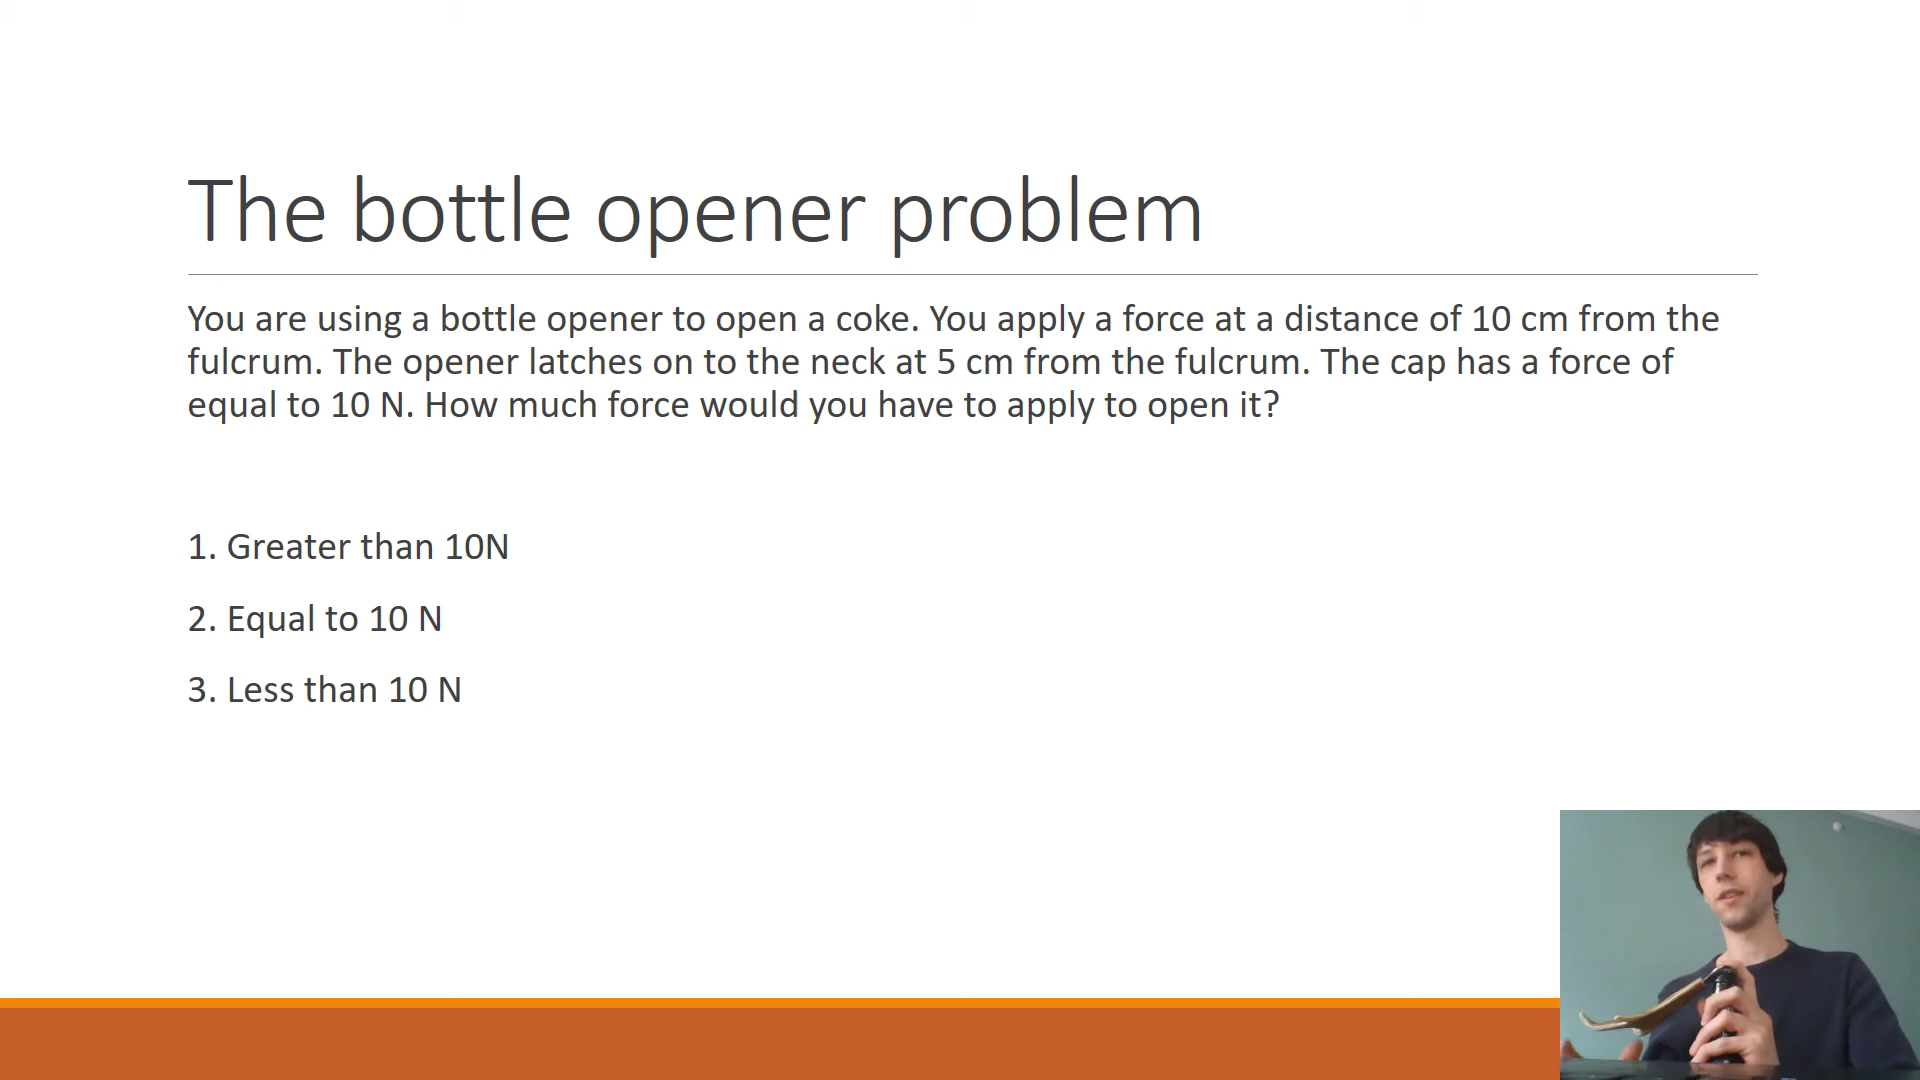 The bottle opener problem
You are using a bottle opener to open a coke. You apply a force at a distance of 10 cm from the
fulcrum. The opener latches on to the neck at 5 cm from the fulcrum. The cap has a force of
equal to 10 N. How much force would you have to apply to open it?
1. Greater than 10N
2. Equal to 10 N
3. Less than 10 N